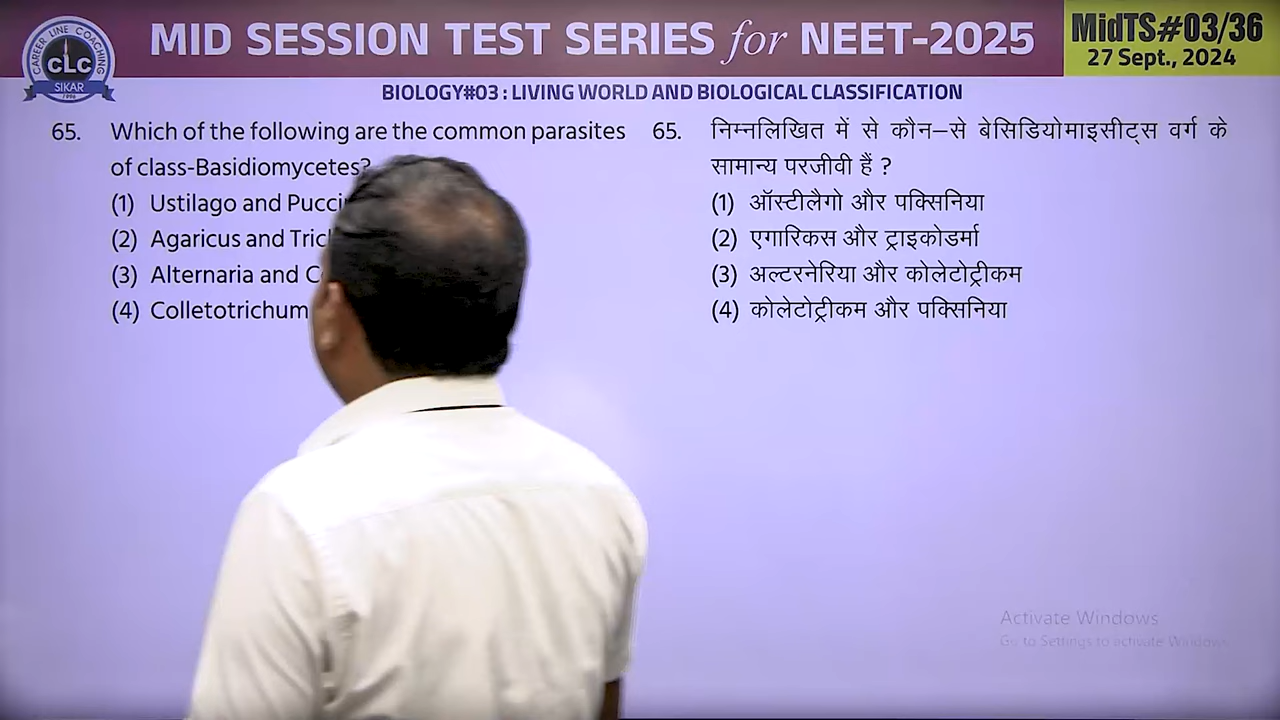 CAREER LINE COACHING
CLC
SIKAR
MID SESSION TEST SERIES for NEET-2025
MidTS#03/36
27 Sept., 2024
BIOLOGY#03 : LIVING WORLD AND BIOLOGICAL CLASSIFICATION
65. Which of the following are the common parasites
of class-Basidiomycetes?
(1) Ustilago and
(2) Agaricus and
(3) Alternaria and
(4) Colletotrichum
65. निम्नलिखित में से कौन–से बेसिडियोमाइसीट्स वर्ग के
सामान्य परजीवी हैं ?
(1) ऑस्टीलैगो और पक्सिनिया
(2) एगारिकस और ट्राइकोडर्मा
(3) अल्टरनेरिया और कोलेटोट्रीकम
(4) कोलेटोट्रीकम और पक्सिनिया
Activate Windows
Go to Settings to activate Windows.